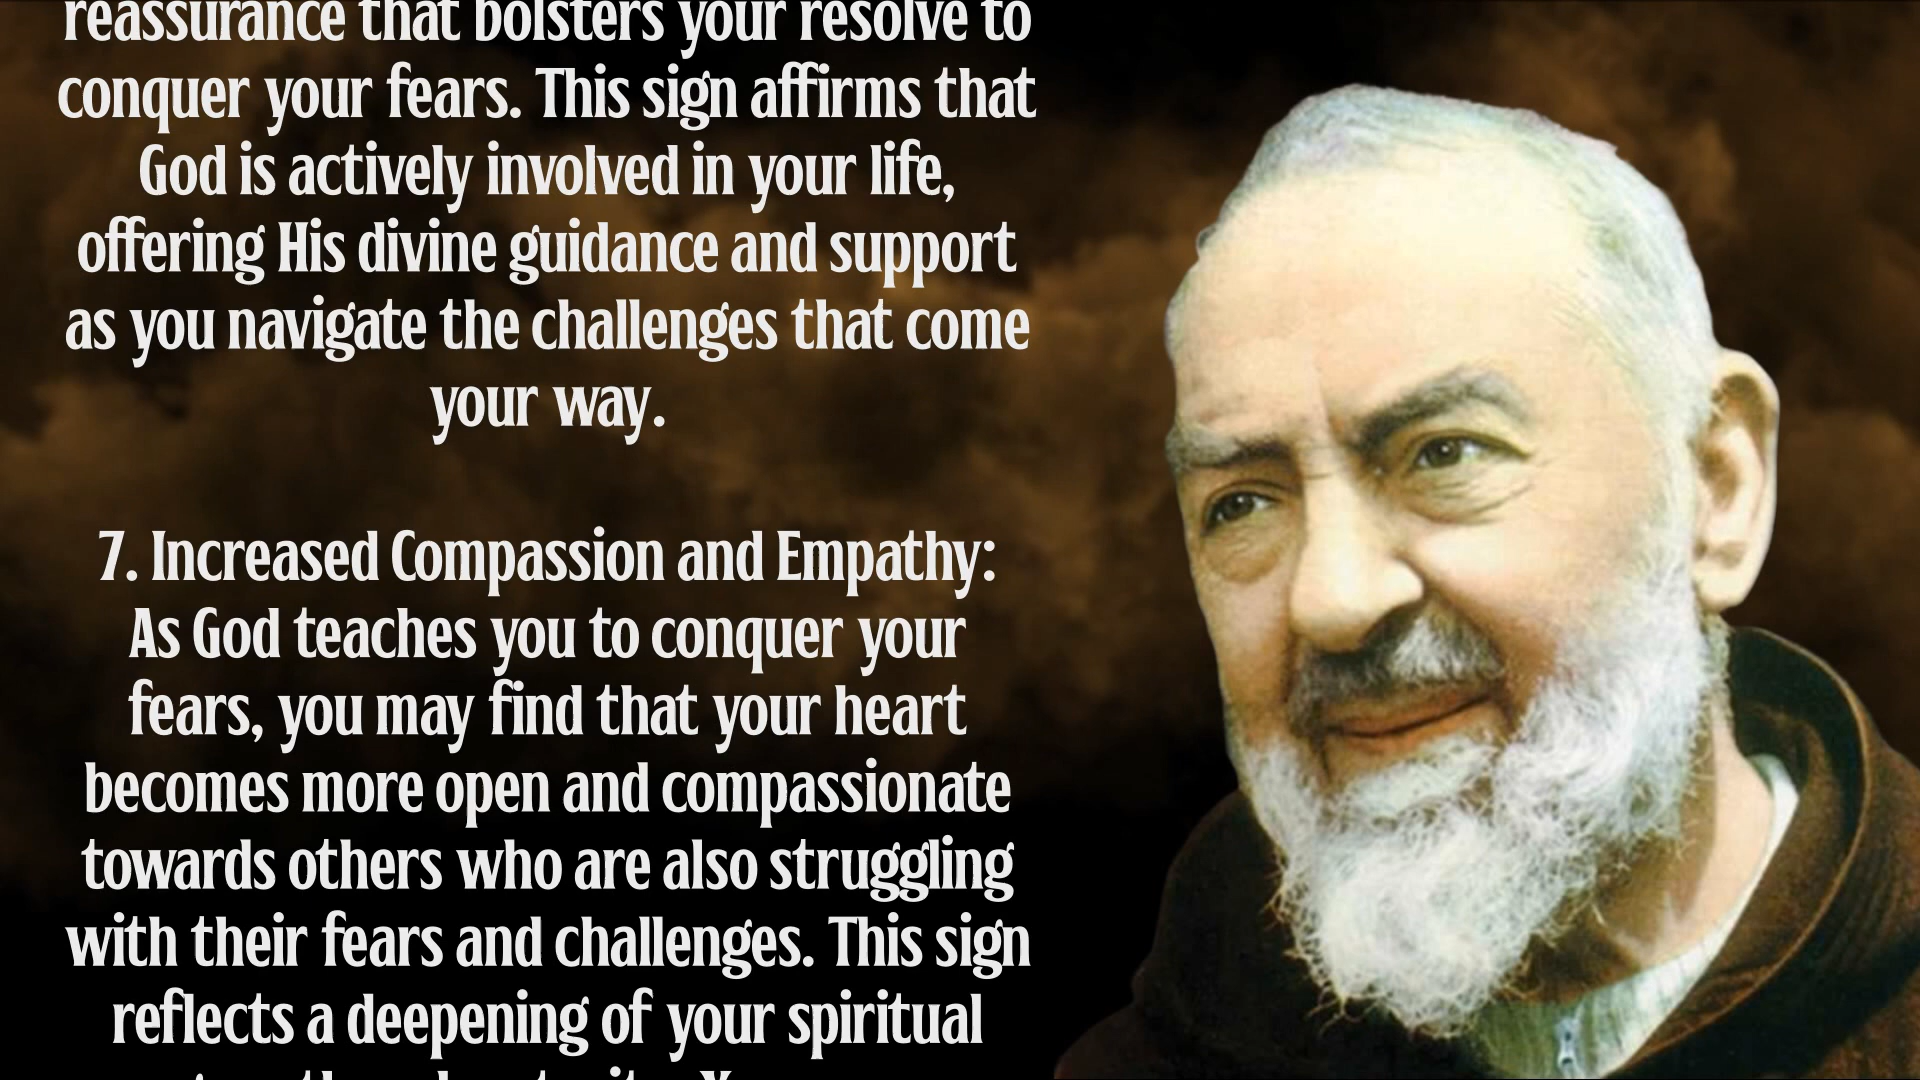 reassurance that bolsters your resolve to
conquer your fears. This sign affirms that
God is actively involved in your life,
offering His divine guidance and support
as you navigate the challenges that come
your way.
7. Increased Compassion and Empathy:
As God teaches you to conquer your
fears, you may find that your heart
becomes more open and compassionate
towards others who are also struggling
with their fears and challenges. This sign
reflects a deepening of your spiritual